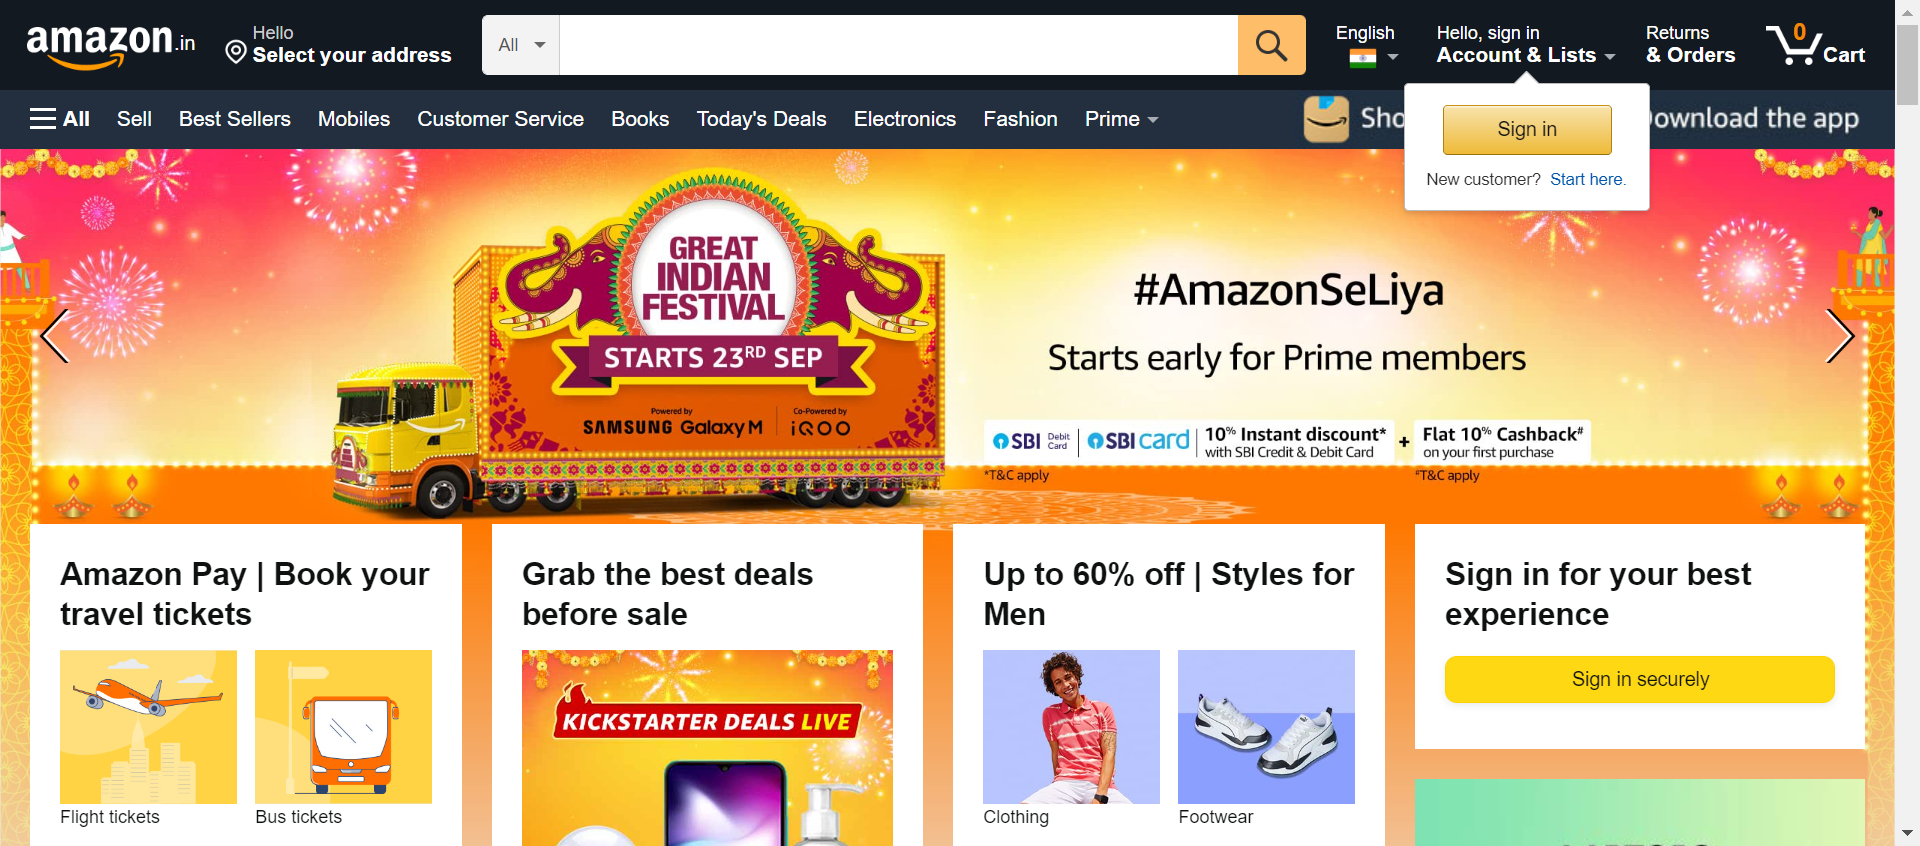 amazon.in
Hello
Select your address
All
English
Hello, sign in
Account & Lists
Returns
& Orders
0
Cart
All
Sell
Best Sellers
Mobiles
Customer Service
Books
Today's Deals
Electronics
Fashion
Prime
Sho
ownload the app
Sign in
New customer? Start here.
GREAT
INDIAN
FESTIVAL
STARTS 23RD SEP
Powered by
SAMSUNG Galaxy M
Co-Powered by
iQOO
#AmazonSeLiya
Starts early for Prime members
SBI Debit Card
SBI card
10% Instant discount*
with SBI Credit & Debit Card
+
Flat 10% Cashback#
on your first purchase
*T&C apply
#T&C apply
Amazon Pay | Book your
travel tickets
Flight tickets
Bus tickets
Grab the best deals
before sale
KICKSTARTER DEALS LIVE
Up to 60% off | Styles for
Men
Clothing
Footwear
Sign in for your best
experience
Sign in securely